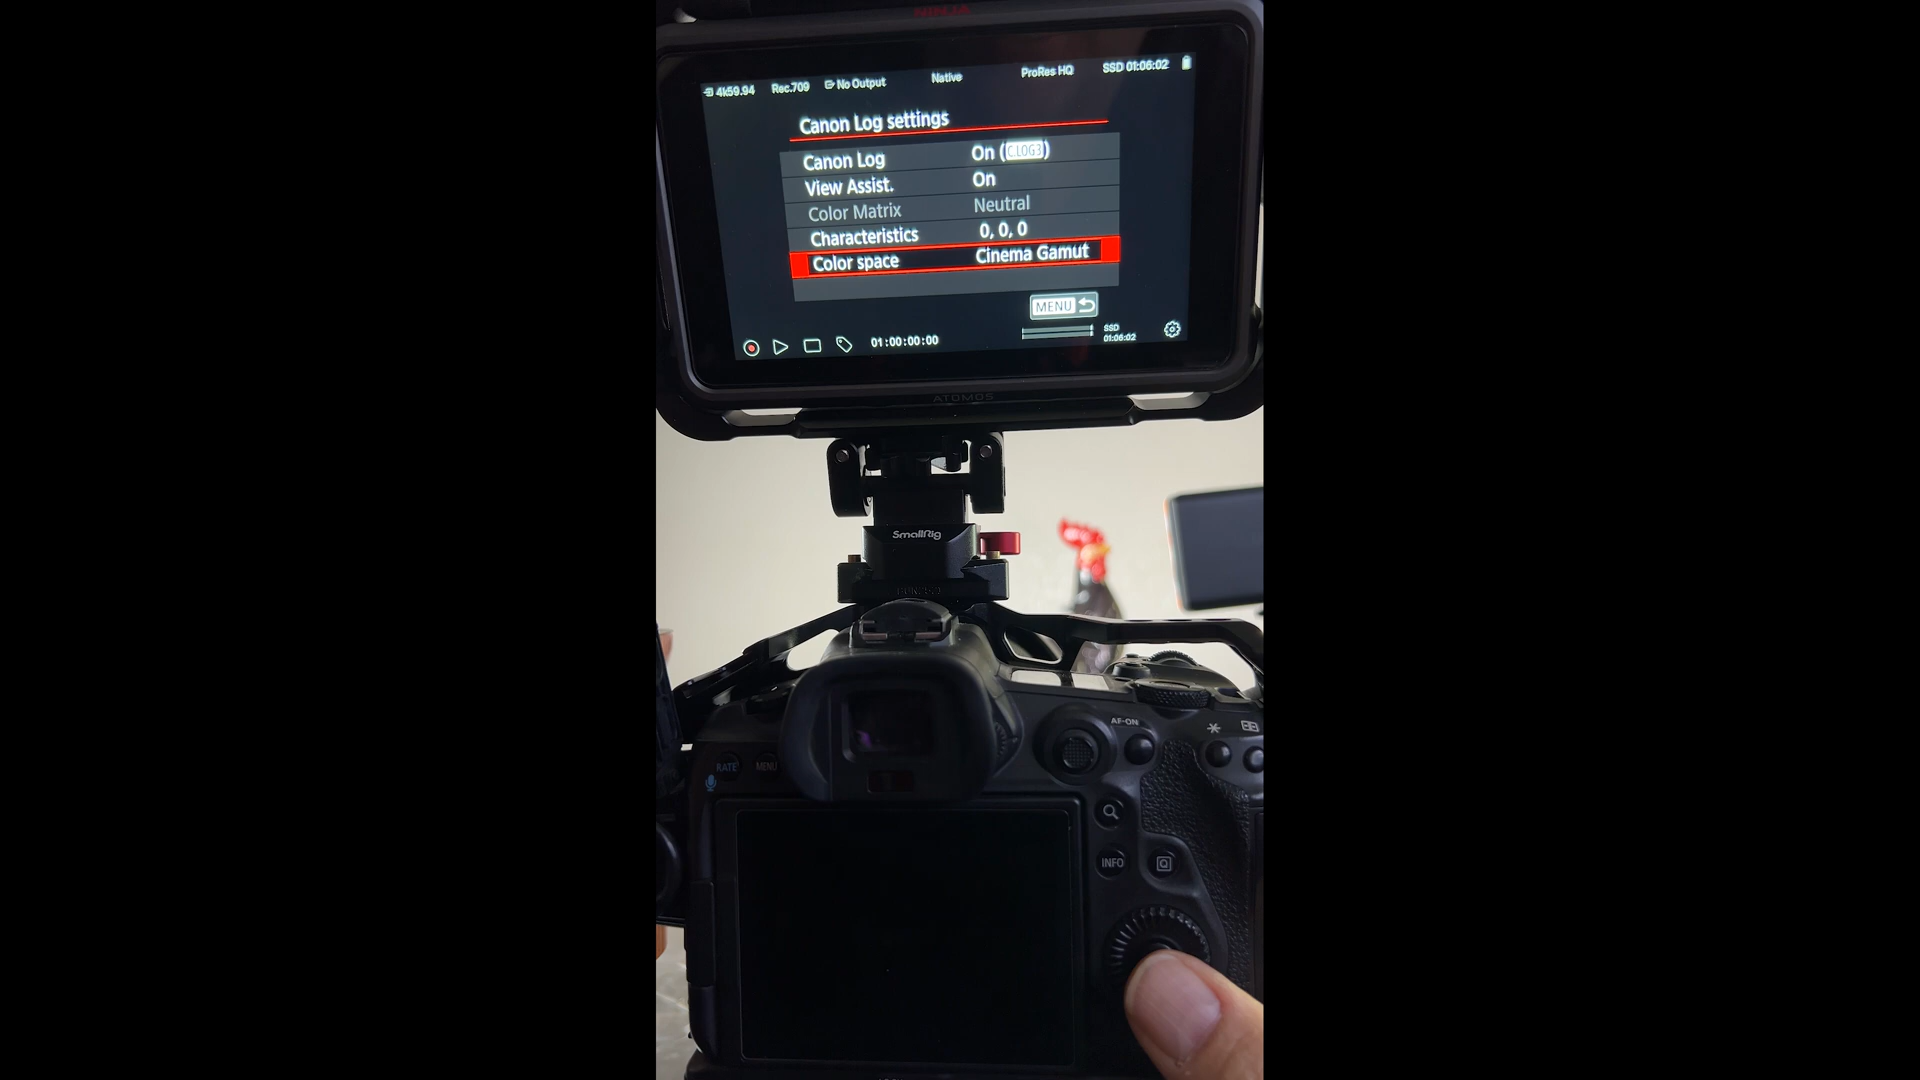 NINJA
4k59.94 Rec.709 No Output Native ProRes HQ SSD 01:06:02
Canon Log settings
Canon Log On (C.LOG3)
View Assist. On
Color Matrix Neutral
Characteristics 0, 0, 0
Color space Cinema Gamut
MENU
01:00:00:00
SSD
01:06:02
ATOMOS
SmallRig
AF-ON
RATE MENU
INFO
Q